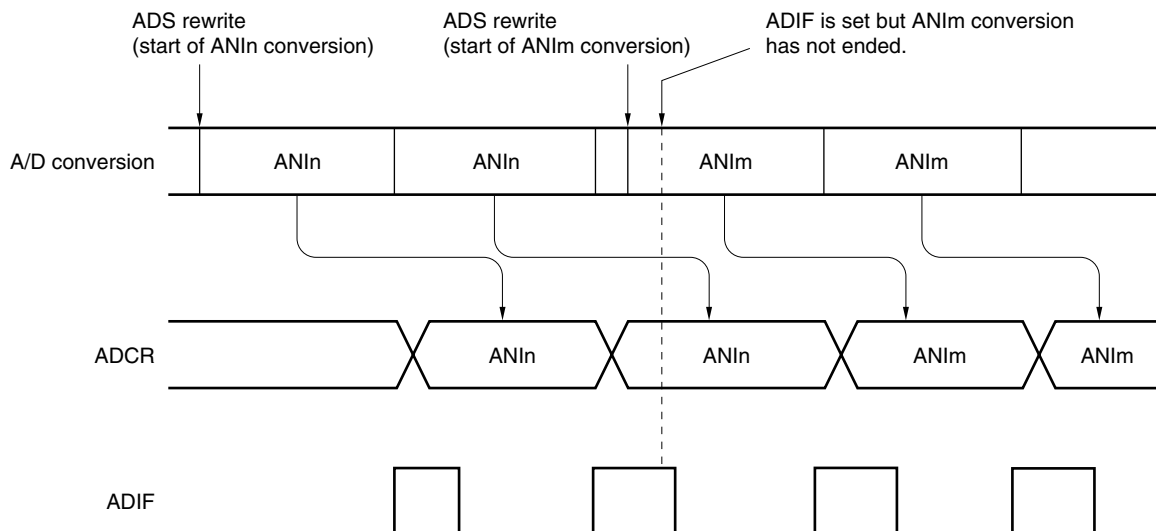 ADS rewrite
(start of ANIn conversion)
ADS rewrite
(start of ANIm conversion)
ADIF is set but ANIm conversion
has not ended.
A/D conversion
ANIn
ANIn
ANIm
ANIm
ADCR
ANIn
ANIn
ANIm
ANIm
ADIF